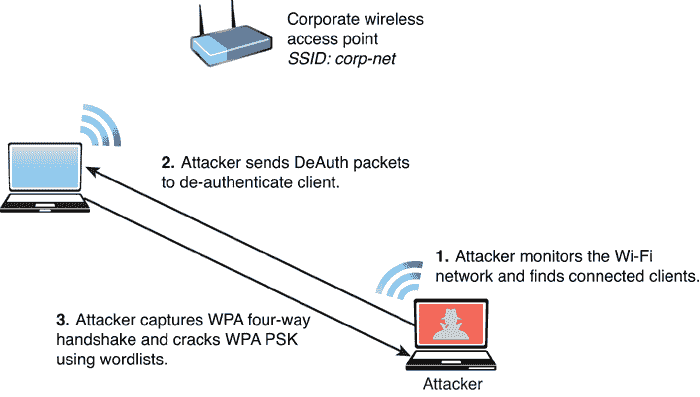 Corporate wireless
access point
SSID: corp-net
2. Attacker sends DeAuth packets
to de-authenticate client.
1. Attacker monitors the Wi-Fi
network and finds connected clients.
3. Attacker captures WPA four-way
handshake and cracks WPA PSK
using wordlists.
Attacker